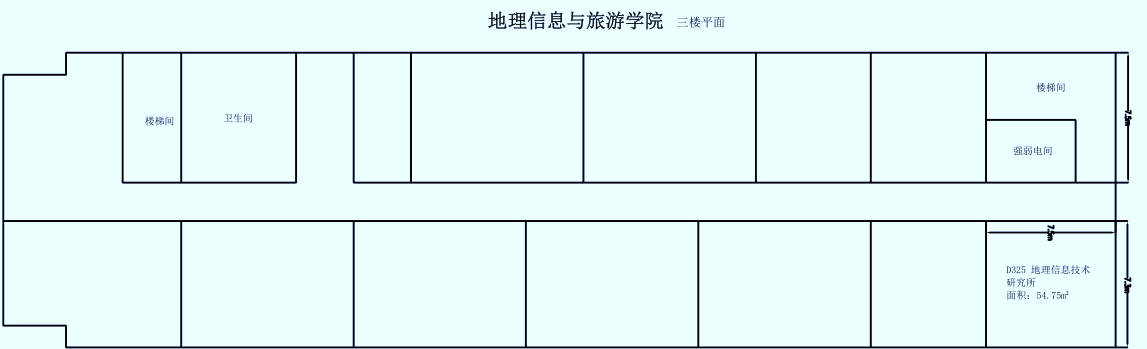 地理信息与旅游学院 三楼平面
楼梯间
卫生间
楼梯间
强弱电间
7.5m
7.5m
D325 地理信息技术
研究所
面积: 54.75m²
7.3m